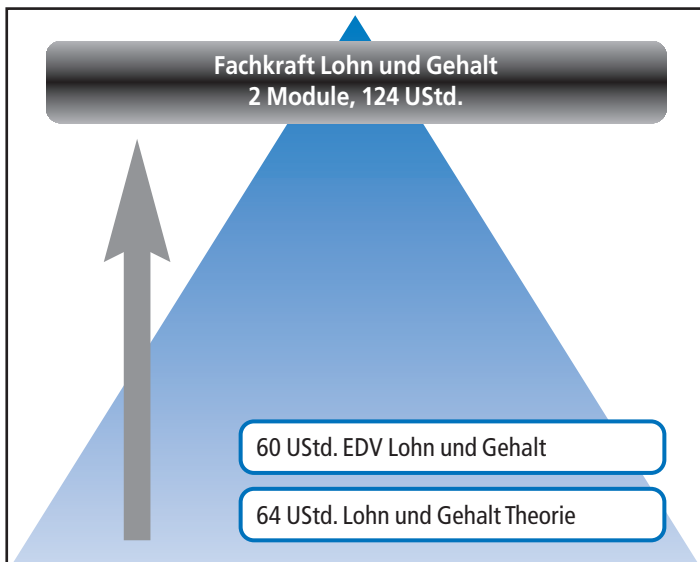 Fachkraft Lohn und Gehalt
2 Module, 124 UStd.
60 UStd. EDV Lohn und Gehalt
64 UStd. Lohn und Gehalt Theorie